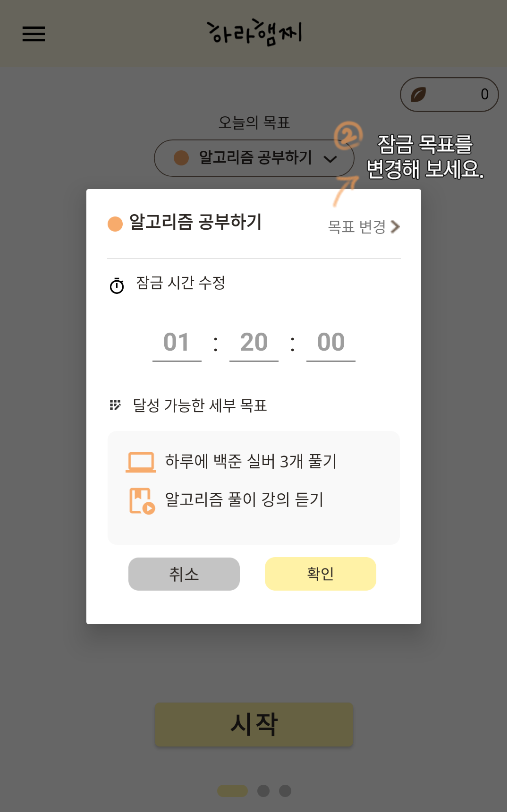 하라햄찌
0
오늘의 목표
알고리즘 공부하기
②
잠금 목표를
변경해 보세요.
알고리즘 공부하기
목표 변경
잠금 시간 수정
01 : 20 : 00
달성 가능한 세부 목표
하루에 백준 실버 3개 풀기
알고리즘 풀이 강의 듣기
취소
확인
시작